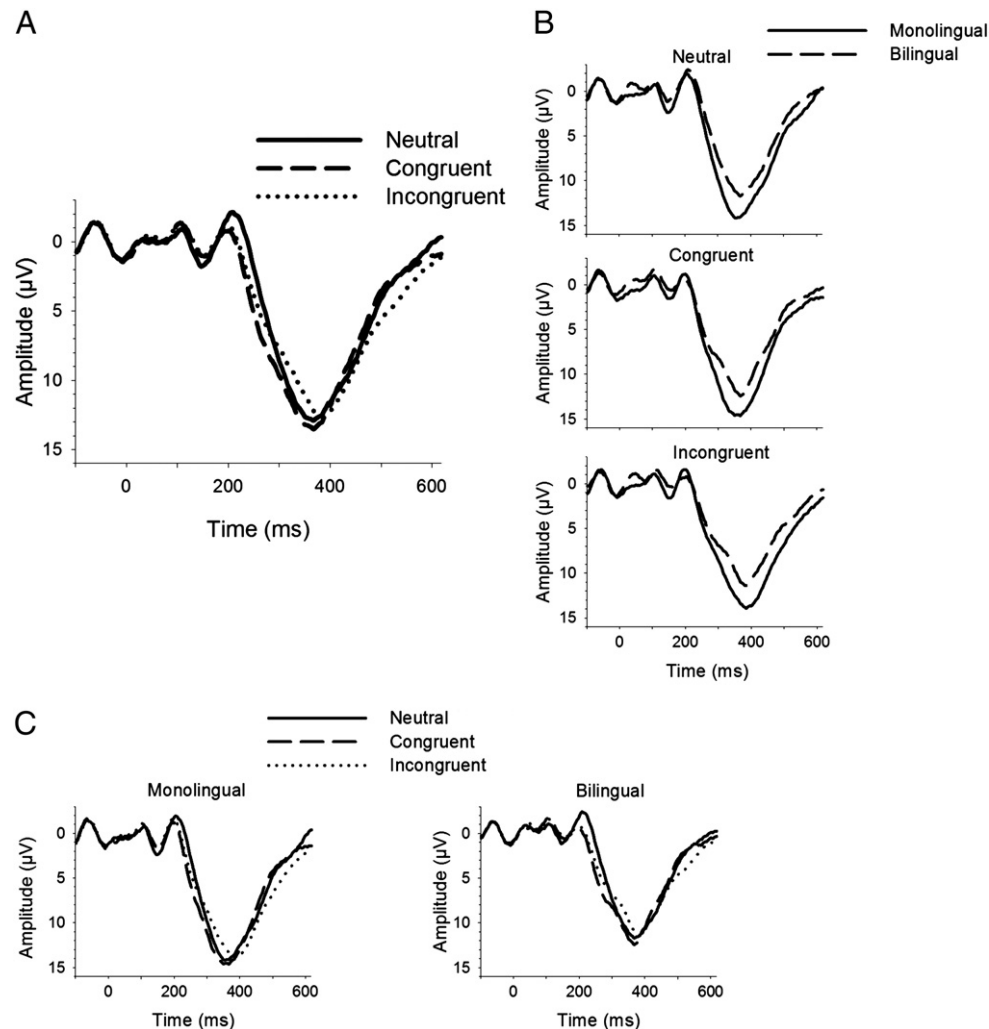 A
Neutral
Congruent
Incongruent
Amplitude (µV)
0
5
10
15
0 200 400 600
Time (ms)
B
Monolingual
Bilingual
Neutral
Amplitude (µV)
0
5
10
15
Congruent
Amplitude (µV)
0
5
10
15
Incongruent
Amplitude (µV)
0
5
10
15
0 200 400 600
Time (ms)
C
Neutral
Congruent
Incongruent
Monolingual
Amplitude (µV)
0
5
10
15
0 200 400 600
Time (ms)
Bilingual
Amplitude (µV)
0
5
10
15
0 200 400 600
Time (ms)